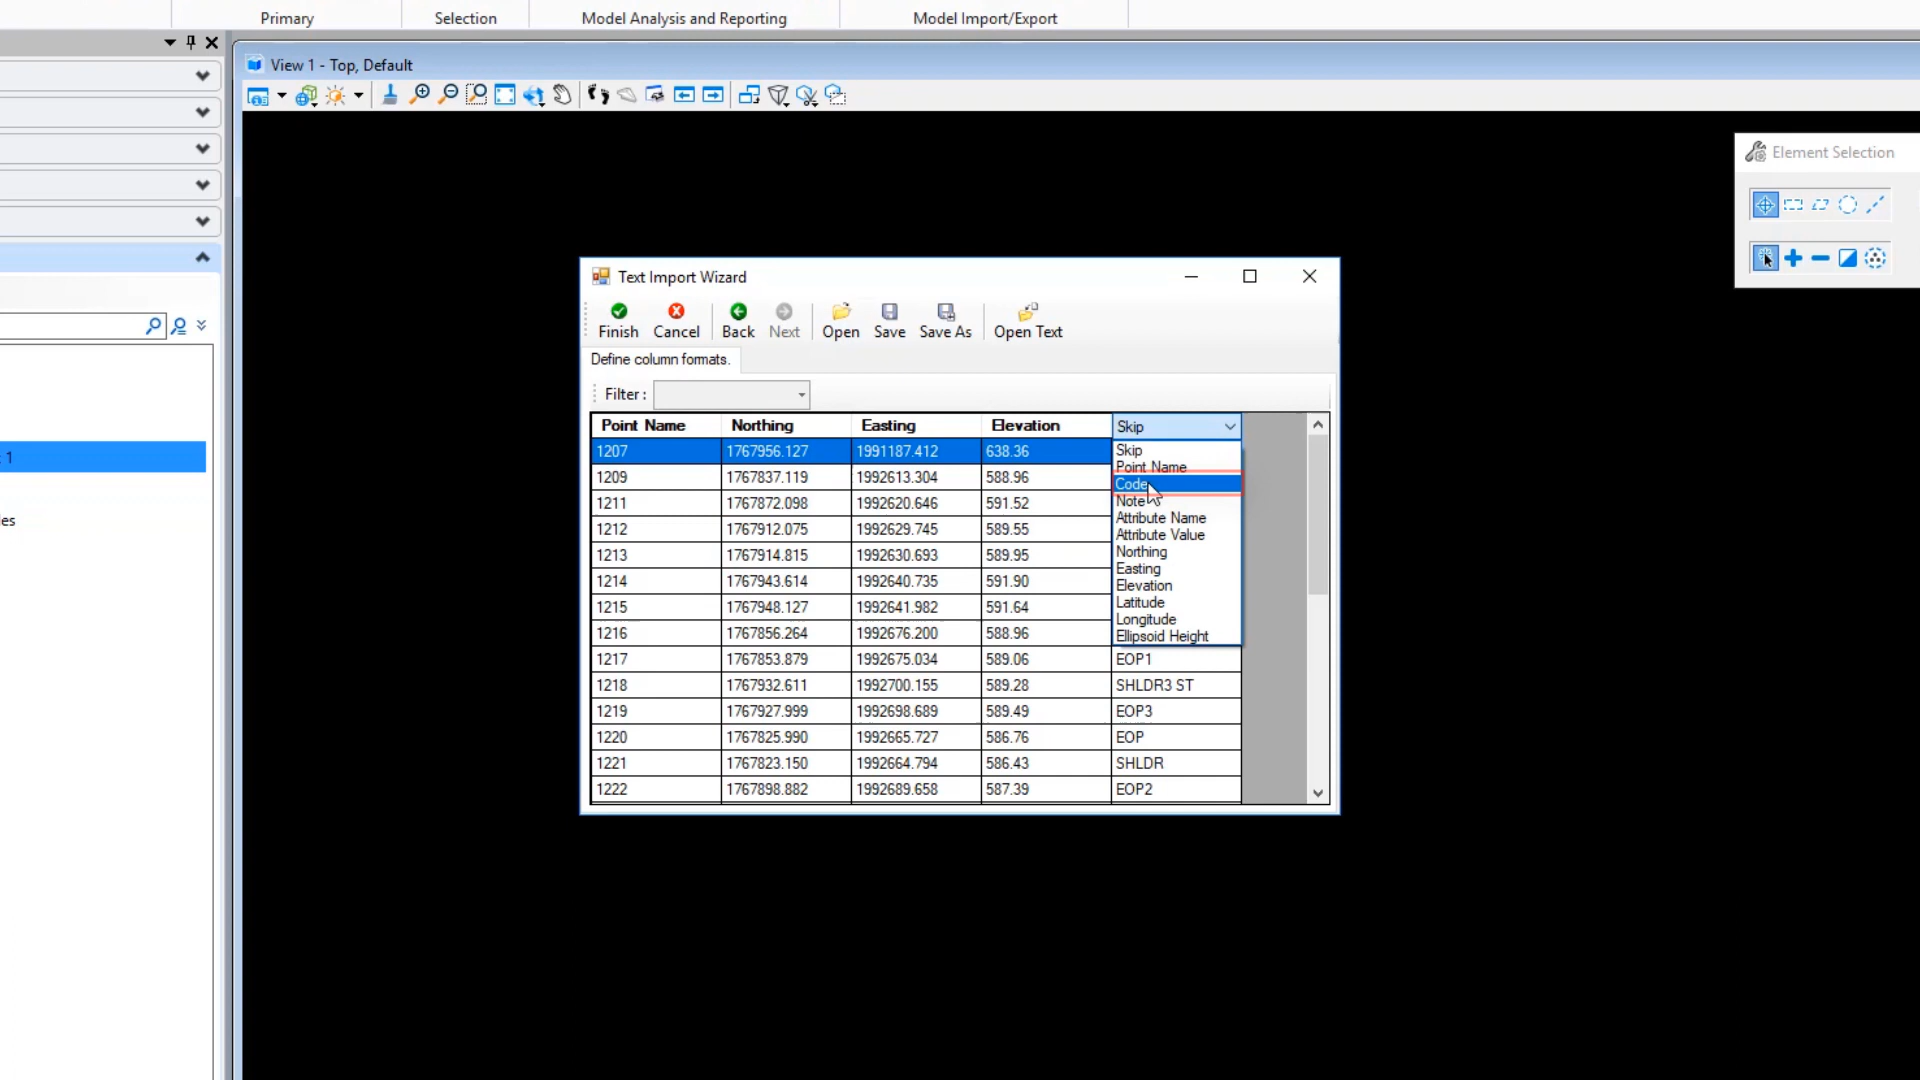 Primary
Selection
Model Analysis and Reporting
Model Import/Export
View 1 - Top, Default
Element Selection
1
es
Text Import Wizard
Finish
Cancel
Back
Next
Open
Save
Save As
Open Text
Define column formats.
Filter :
Point Name Northing Easting Elevation Skip
1207 1767956.127 1991187.412 638.36
1209 1767837.119 1992613.304 588.96
1211 1767872.098 1992620.646 591.52
1212 1767912.075 1992629.745 589.55
1213 1767914.815 1992630.693 589.95
1214 1767943.614 1992640.735 591.90
1215 1767948.127 1992641.982 591.64
1216 1767856.264 1992676.200 588.96
1217 1767853.879 1992675.034 589.06 EOP1
1218 1767932.611 1992700.155 589.28 SHLDR3 ST
1219 1767927.999 1992698.689 589.49 EOP3
1220 1767825.990 1992665.727 586.76 EOP
1221 1767823.150 1992664.794 586.43 SHLDR
1222 1767898.882 1992689.658 587.39 EOP2
Skip
Point Name
Code
Note
Attribute Name
Attribute Value
Northing
Easting
Elevation
Latitude
Longitude
Ellipsoid Height